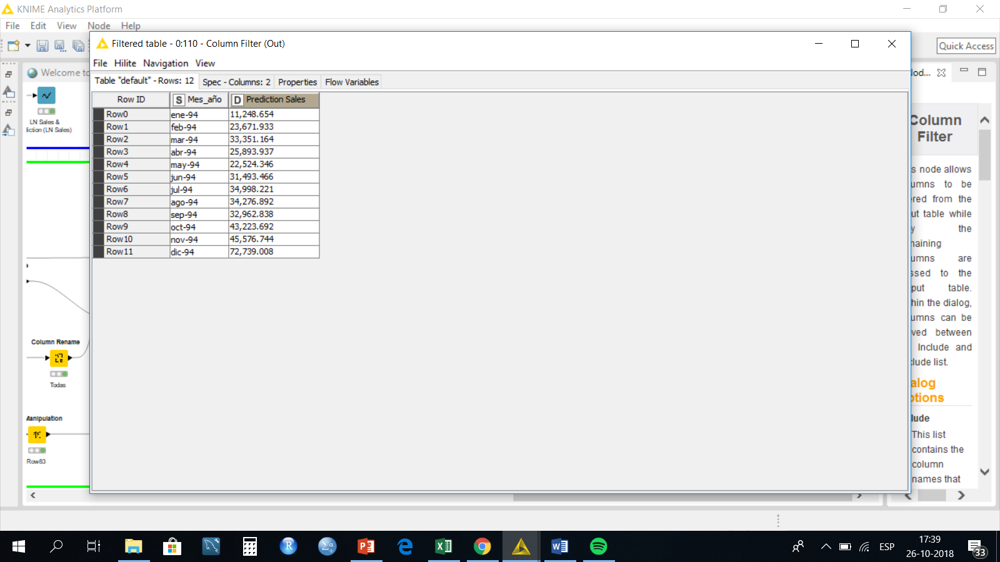 KNIME Analytics Platform
File Edit View Node Help
Quick Access
Welcome to
LN Sales &
iction (LN Sales)
Column Rename
Todas
Manipulation
Row83
Filtered table - 0:110 - Column Filter (Out)
File Hilite Navigation View
Table "default" - Rows: 12 Spec - Columns: 2 Properties Flow Variables
Row ID S Mes_año D Prediction Sales
Row0 ene-94 11,248.654
Row1 feb-94 23,671.933
Row2 mar-94 33,351.164
Row3 abr-94 25,893.937
Row4 may-94 22,524.346
Row5 jun-94 31,493.466
Row6 jul-94 34,998.221
Row7 ago-94 34,276.892
Row8 sep-94 32,962.838
Row9 oct-94 43,223.692
Row10 nov-94 45,576.744
Row11 dic-94 72,739.008
Nod...
Column
Filter
s node allows
umns to be
ered from the
ut table while
y the
naining
umns are
ssed to the
put table.
hin the dialog,
umns can be
ved between
Include and
lude list.
alog
ptions
lude
This list
contains the
column
names that
ESP
17:39
26-10-2018
33